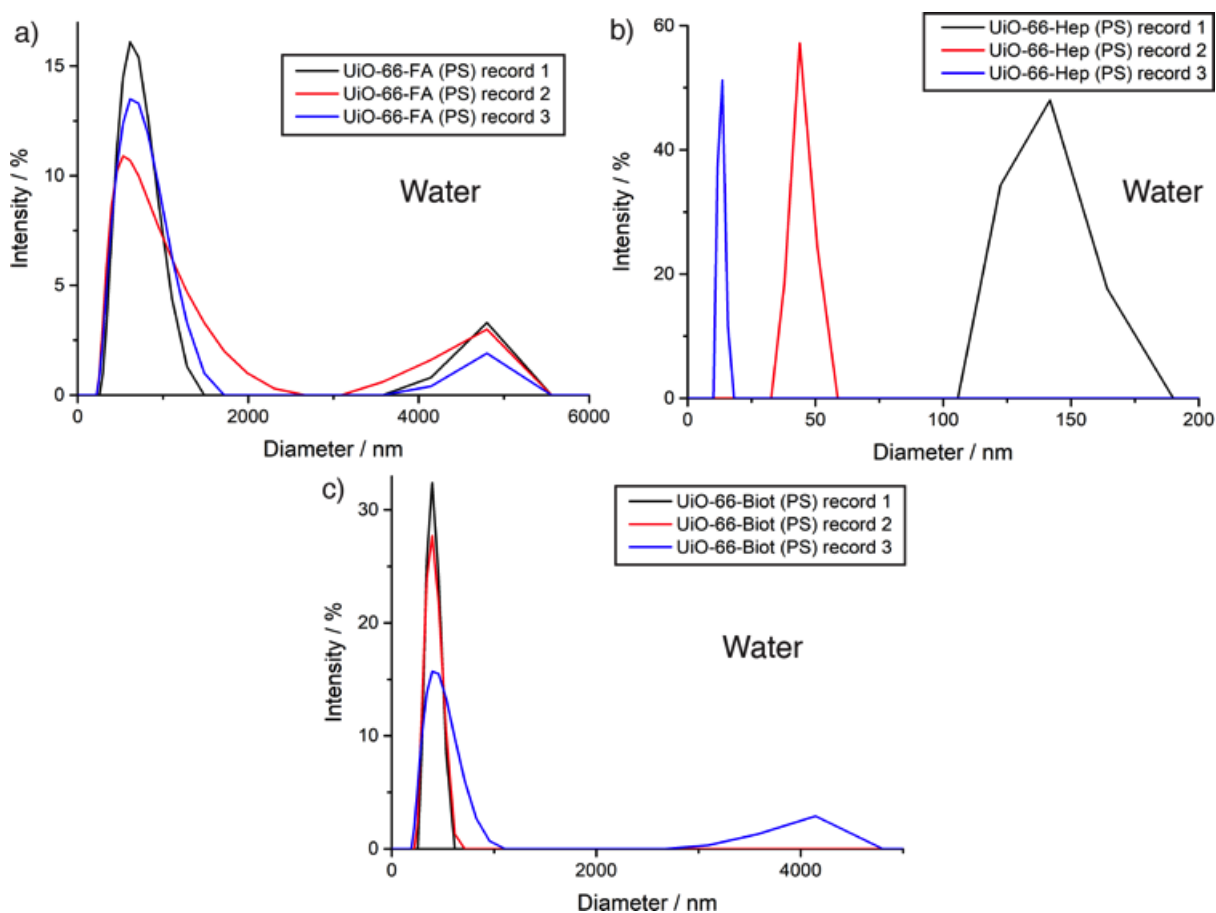 a)
UiO-66-FA (PS) record 1
UiO-66-FA (PS) record 2
UiO-66-FA (PS) record 3
Water
Intensity / %
15
10
5
0
0 2000 4000 6000
Diameter / nm
b)
UiO-66-Hep (PS) record 1
UiO-66-Hep (PS) record 2
UiO-66-Hep (PS) record 3
Water
Intensity / %
60
40
20
0
0 50 100 150 200
Diameter / nm
c)
UiO-66-Biot (PS) record 1
UiO-66-Biot (PS) record 2
UiO-66-Biot (PS) record 3
Water
Intensity / %
30
20
10
0
0 2000 4000
Diameter / nm